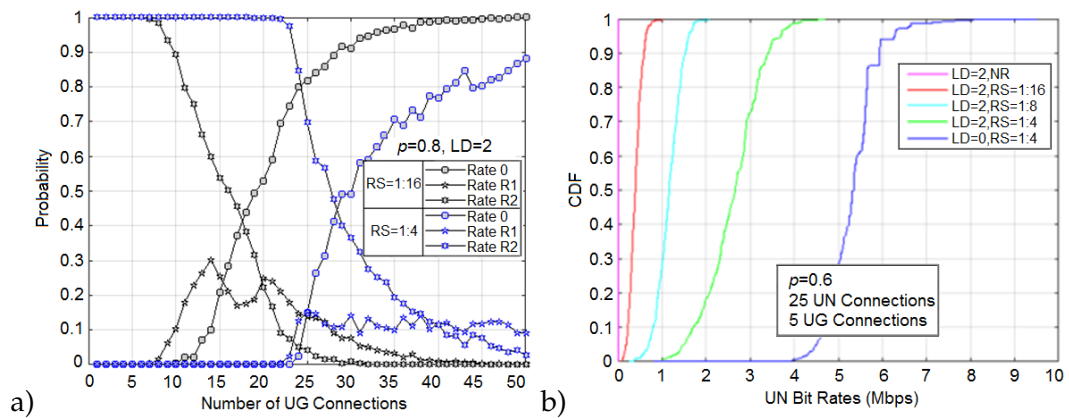 1
0.9
0.8
0.7
0.6
0.5
0.4
0.3
0.2
0.1
0
Probability
p=0.8, LD=2
RS=1:16
Rate 0
Rate R1
Rate R2
RS=1:4
Rate 0
Rate R1
Rate R2
0 5 10 15 20 25 30 35 40 45 50
Number of UG Connections
a)
1
0.9
0.8
0.7
0.6
0.5
0.4
0.3
0.2
0.1
0
CDF
LD=2,NR
LD=2,RS=1:16
LD=2,RS=1:8
LD=2,RS=1:4
LD=0,RS=1:4
p=0.6
25 UN Connections
5 UG Connections
0 1 2 3 4 5 6 7 8 9 10
UN Bit Rates (Mbps)
b)